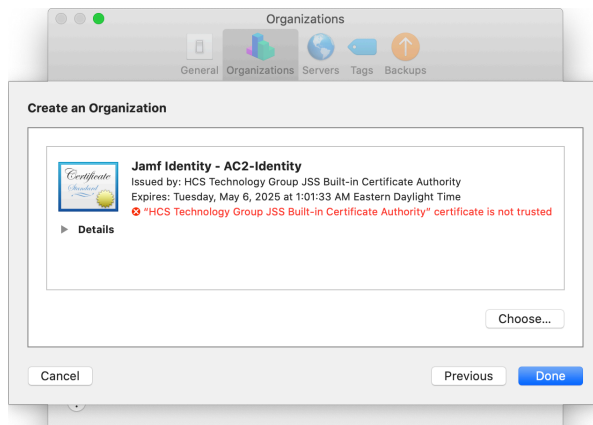 Organizations
General Organizations Servers Tags Backups
Create an Organization
Certificate
Standard
Jamf Identity - AC2-Identity
Issued by: HCS Technology Group JSS Built-in Certificate Authority
Expires: Tuesday, May 6, 2025 at 1:01:33 AM Eastern Daylight Time
“HCS Technology Group JSS Built-in Certificate Authority” certificate is not trusted
Details
Choose...
Cancel Previous Done